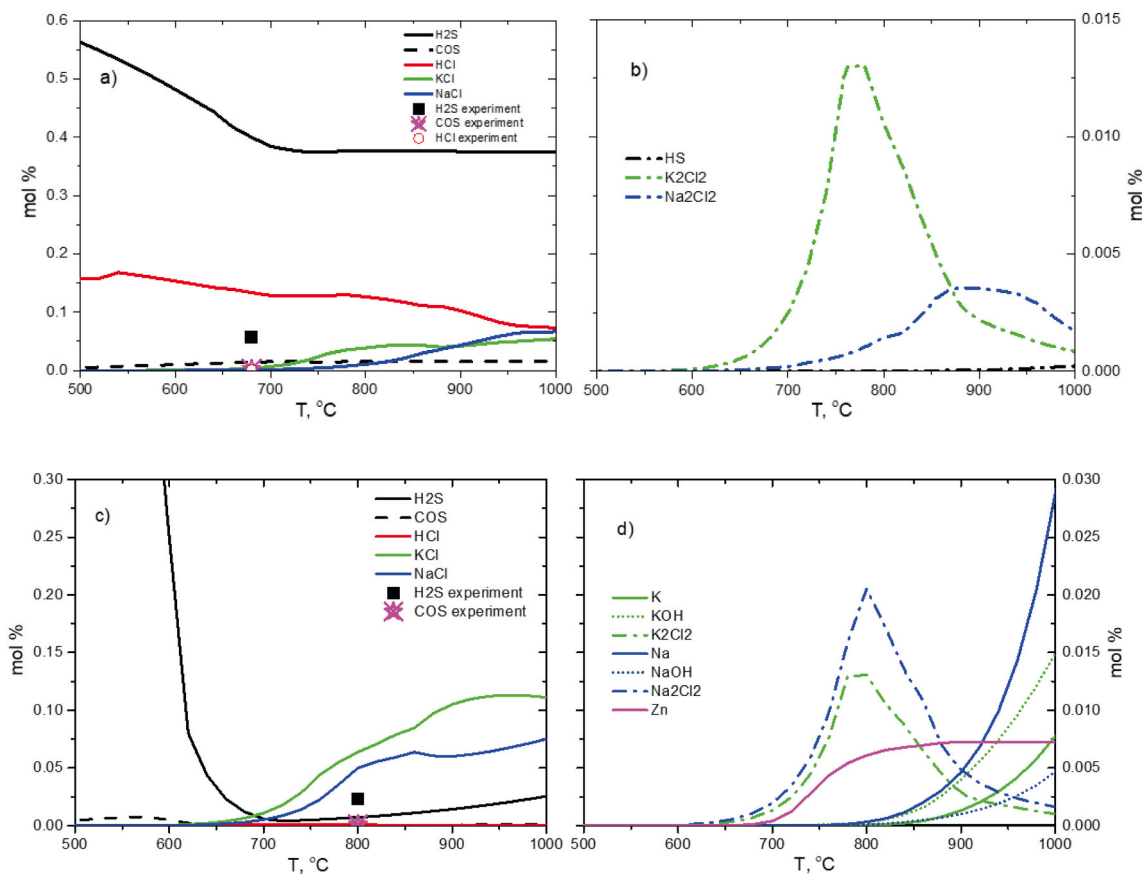 a)
H2S
COS
HCl
KCl
NaCl
H2S experiment
COS experiment
HCl experiment
0.6
0.5
0.4
0.3
0.2
0.1
0.0
mol %
500 600 700 800 900 1000
T, °C
b)
HS
K2Cl2
Na2Cl2
0.015
0.010
0.005
0.000
mol %
500 600 700 800 900 1000
T, °C
c)
H2S
COS
HCl
KCl
NaCl
H2S experiment
COS experiment
0.30
0.25
0.20
0.15
0.10
0.05
0.00
mol %
500 600 700 800 900 1000
T, °C
d)
K
KOH
K2Cl2
Na
NaOH
Na2Cl2
Zn
0.030
0.025
0.020
0.015
0.010
0.005
0.000
mol %
500 600 700 800 900 1000
T, °C